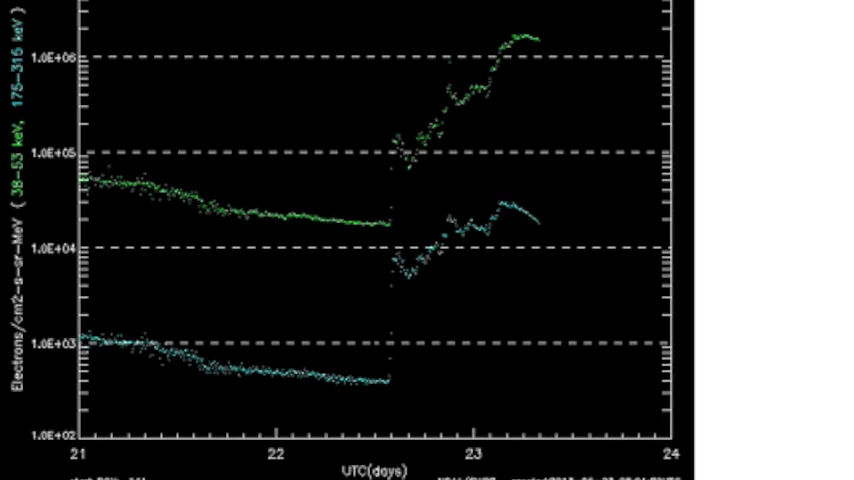 Electrons/cm2-s-sr-MeV ( 38-53 keV, 175-315 keV )
1.0E+06
1.0E+05
1.0E+04
1.0E+03
1.0E+02
21 22 23 24
UTC(days)